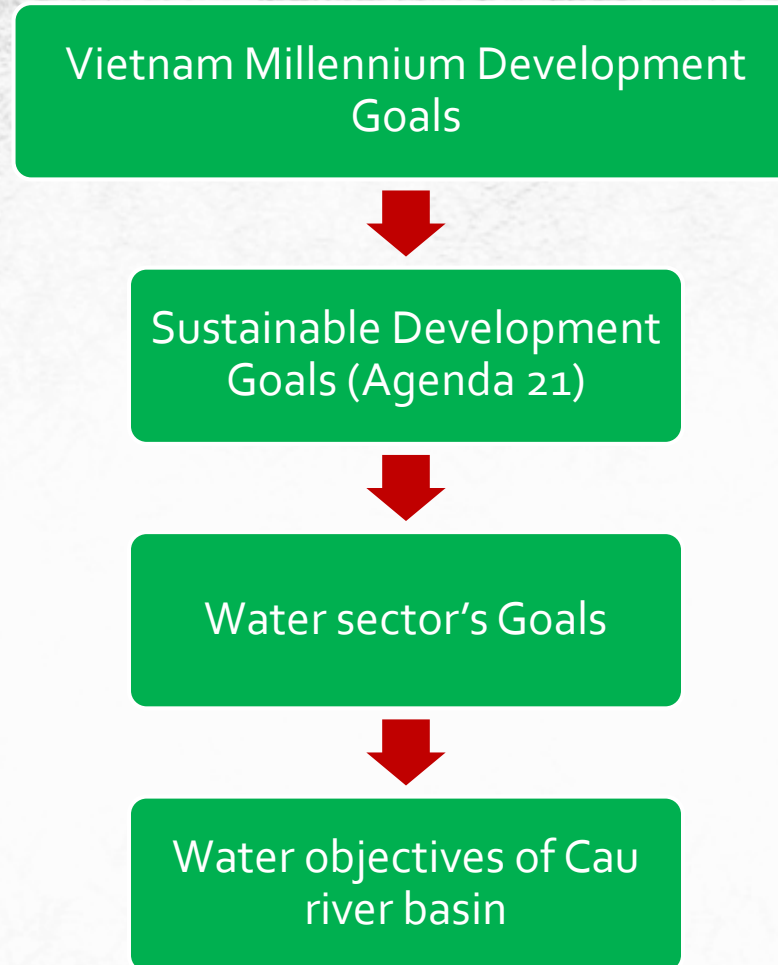 Vietnam Millennium Development
Goals
Sustainable Development
Goals (Agenda 21)
Water sector’s Goals
Water objectives of Cau
river basin